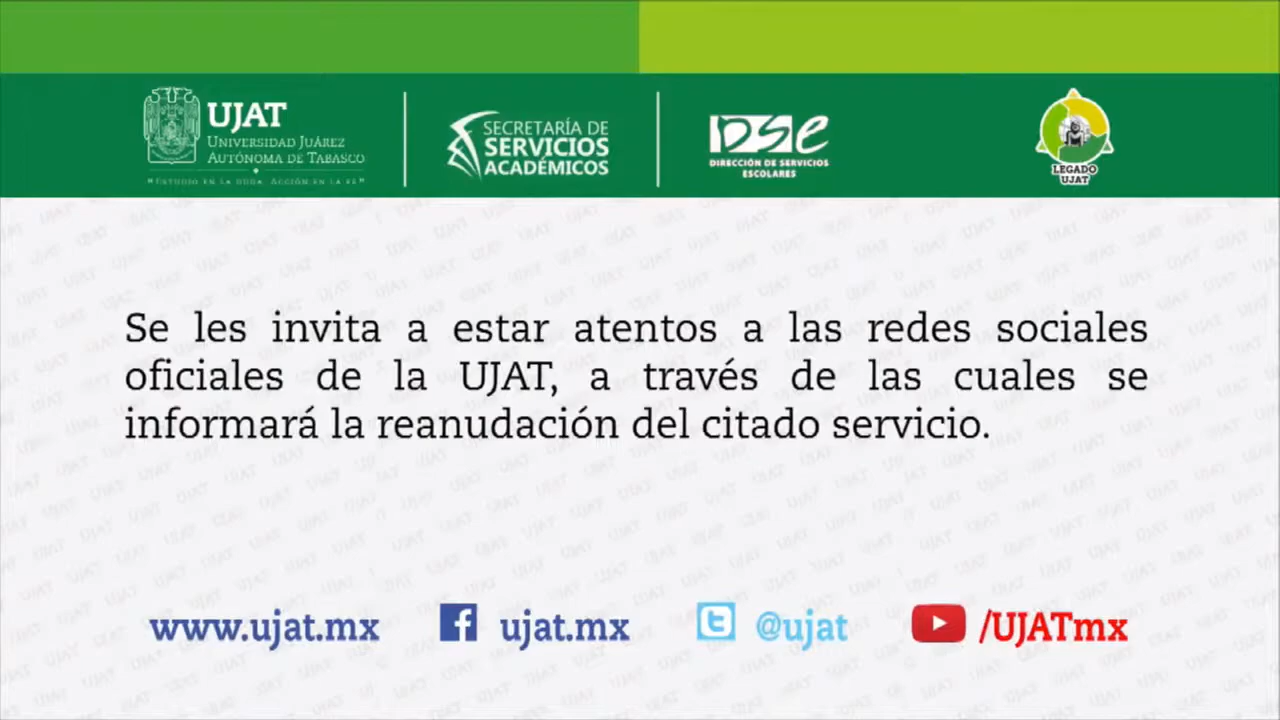 UJAT
UNIVERSIDAD JUÁREZ
AUTÓNOMA DE TABASCO
"ESTUDIO EN LA DUDA. ACCIÓN EN LA FE"
SECRETARÍA DE
SERVICIOS
ACADÉMICOS
DSe
DIRECCIÓN DE SERVICIOS
ESCOLARES
LEGADO
UJAT
Se les invita a estar atentos a las redes sociales
oficiales de la UJAT, a través de las cuales se
informará la reanudación del citado servicio.
www.ujat.mx
ujat.mx
@ujat
/UJATmx